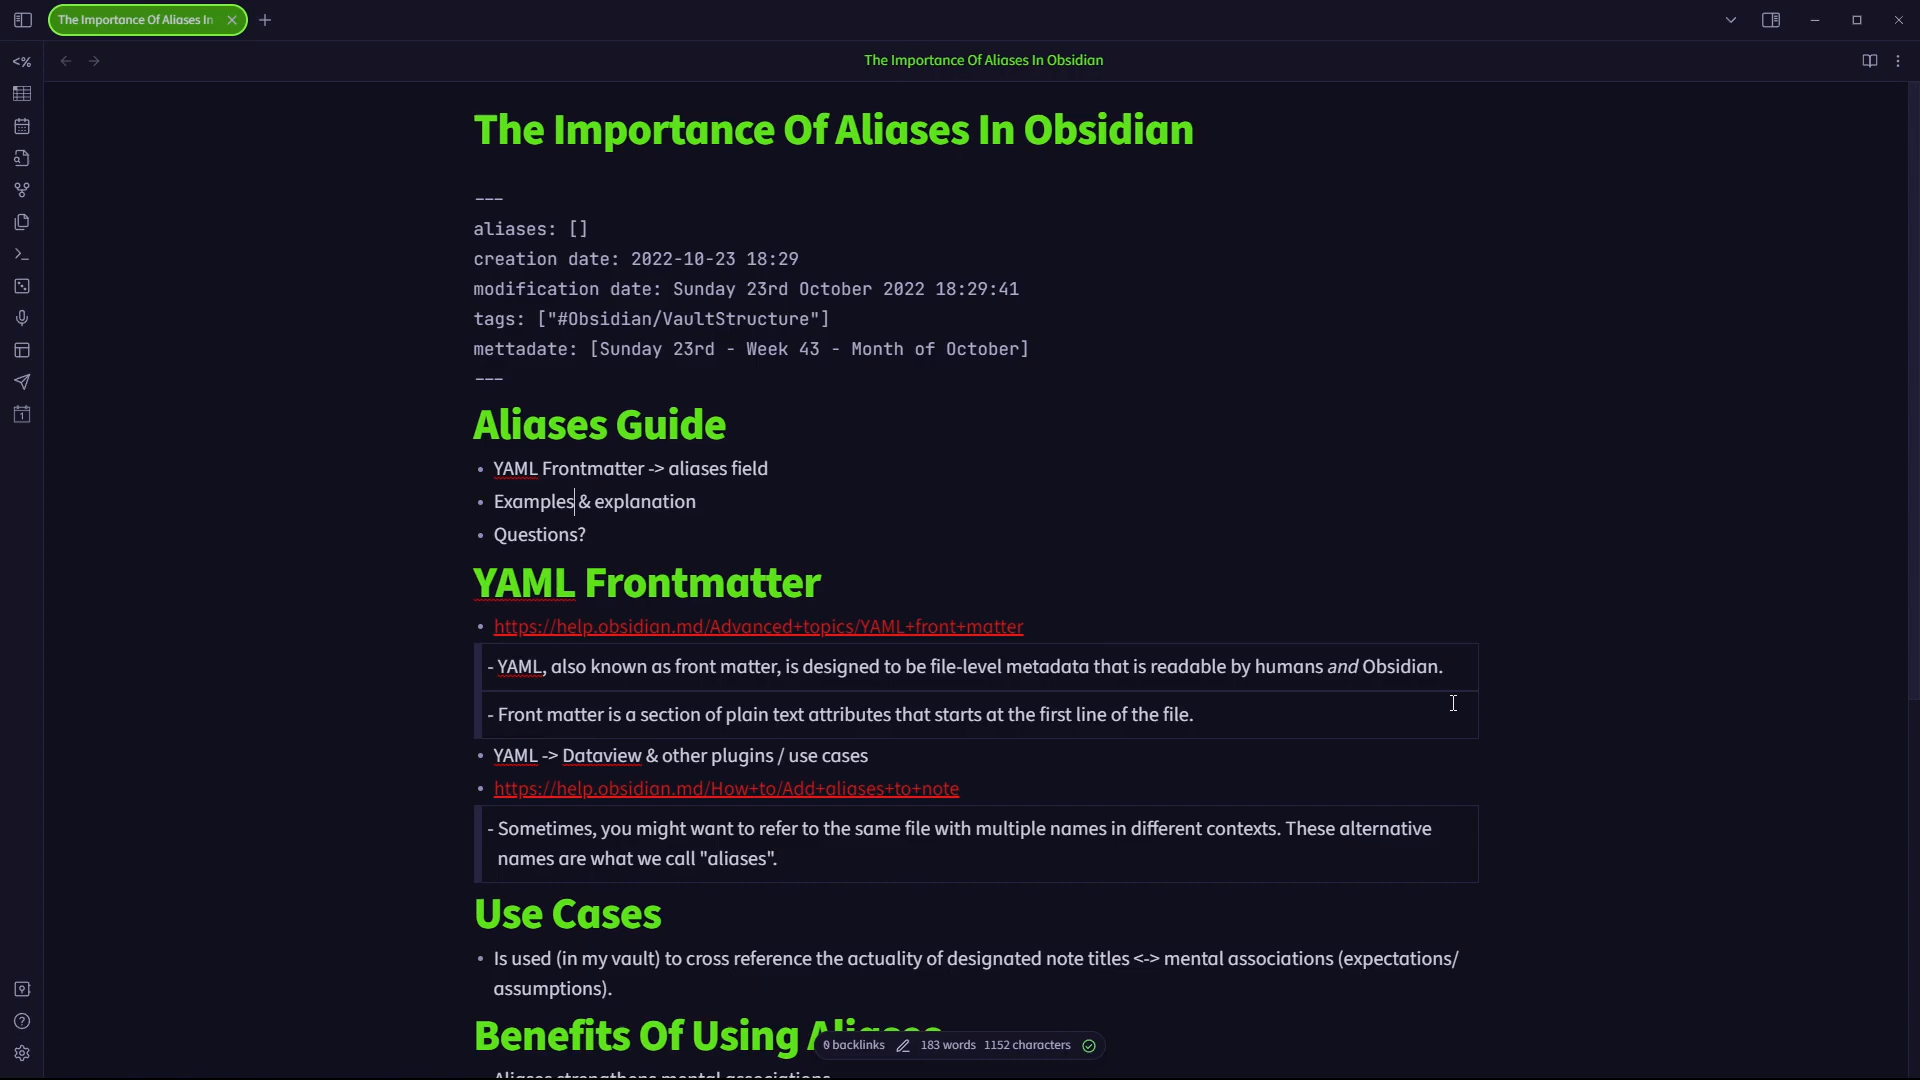 The Importance Of Aliases In
The Importance Of Aliases In Obsidian
The Importance Of Aliases In Obsidian
---
aliases: []
creation date: 2022-10-23 18:29
modification date: Sunday 23rd October 2022 18:29:41
tags: ["#Obsidian/VaultStructure"]
mettadate: [Sunday 23rd - Week 43 - Month of October]
---
Aliases Guide
• YAML Frontmatter -> aliases field
• Examples & explanation
• Questions?
YAML Frontmatter
• https://help.obsidian.md/Advanced+topics/YAML+front+matter
- YAML, also known as front matter, is designed to be file-level metadata that is readable by humans and Obsidian.
- Front matter is a section of plain text attributes that starts at the first line of the file.
• YAML -> Dataview & other plugins / use cases
• https://help.obsidian.md/How+to/Add+aliases+to+note
- Sometimes, you might want to refer to the same file with multiple names in different contexts. These alternative
names are what we call "aliases".
Use Cases
• Is used (in my vault) to cross reference the actuality of designated note titles <-> mental associations (expectations/
assumptions).
Benefits Of Using Aliases
0 backlinks 183 words 1152 characters
Aliases strengthens mental associations